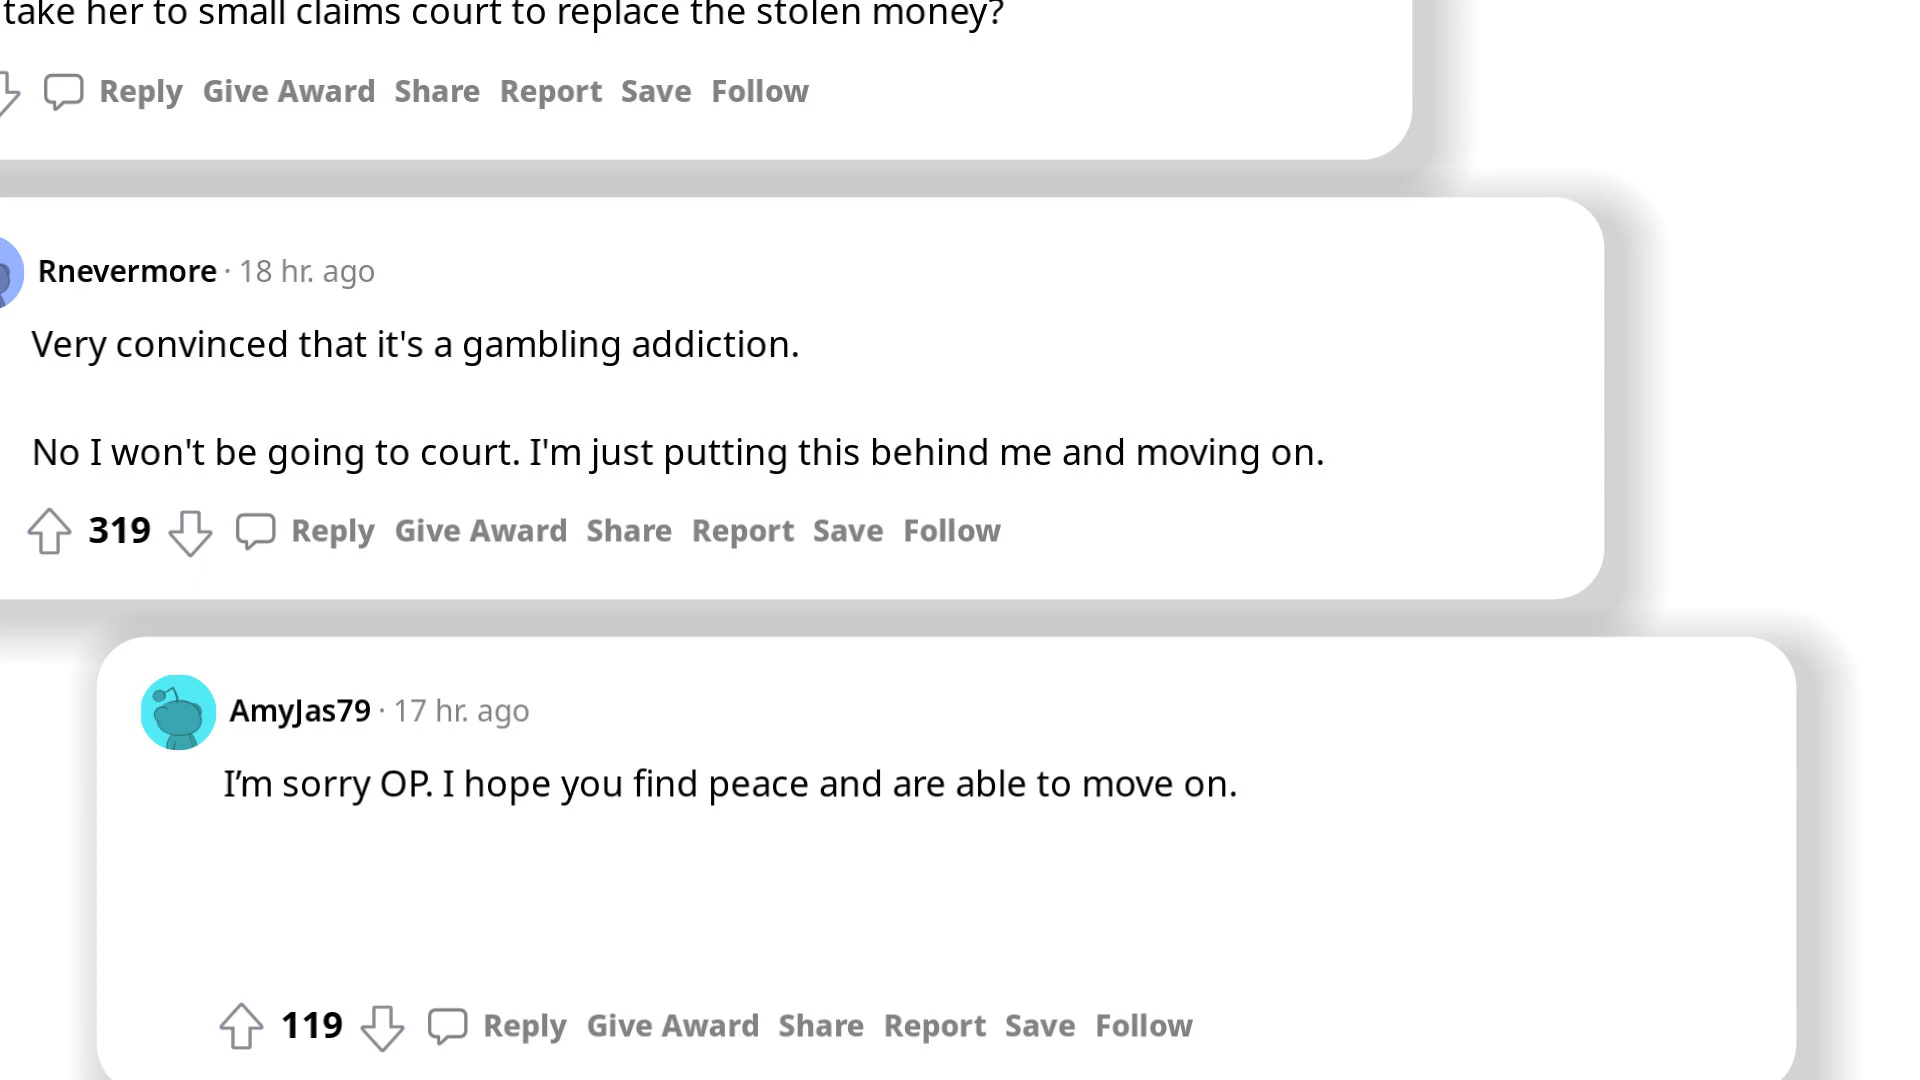 take her to small claims court to replace the stolen money?
Reply Give Award Share Report Save Follow
Rnevermore · 18 hr. ago
Very convinced that it's a gambling addiction.
No I won't be going to court. I'm just putting this behind me and moving on.
319 Reply Give Award Share Report Save Follow
AmyJas79 · 17 hr. ago
I’m sorry OP. I hope you find peace and are able to move on.
119 Reply Give Award Share Report Save Follow